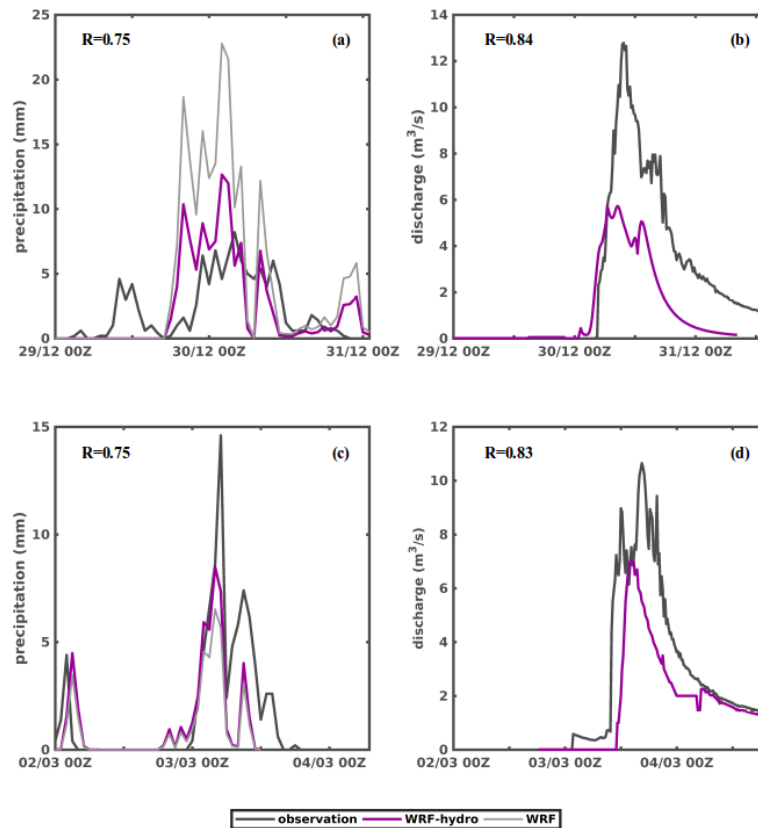 R=0.75 (a)
precipitation (mm)
25
20
15
10
5
0
29/12 00Z 30/12 00Z 31/12 00Z
R=0.84 (b)
discharge (m³/s)
14
12
10
8
6
4
2
0
29/12 00Z 30/12 00Z 31/12 00Z
R=0.75 (c)
precipitation (mm)
15
10
5
0
02/03 00Z 03/03 00Z 04/03 00Z
R=0.83 (d)
discharge (m³/s)
12
10
8
6
4
2
0
02/03 00Z 03/03 00Z 04/03 00Z
observation WRF-hydro WRF